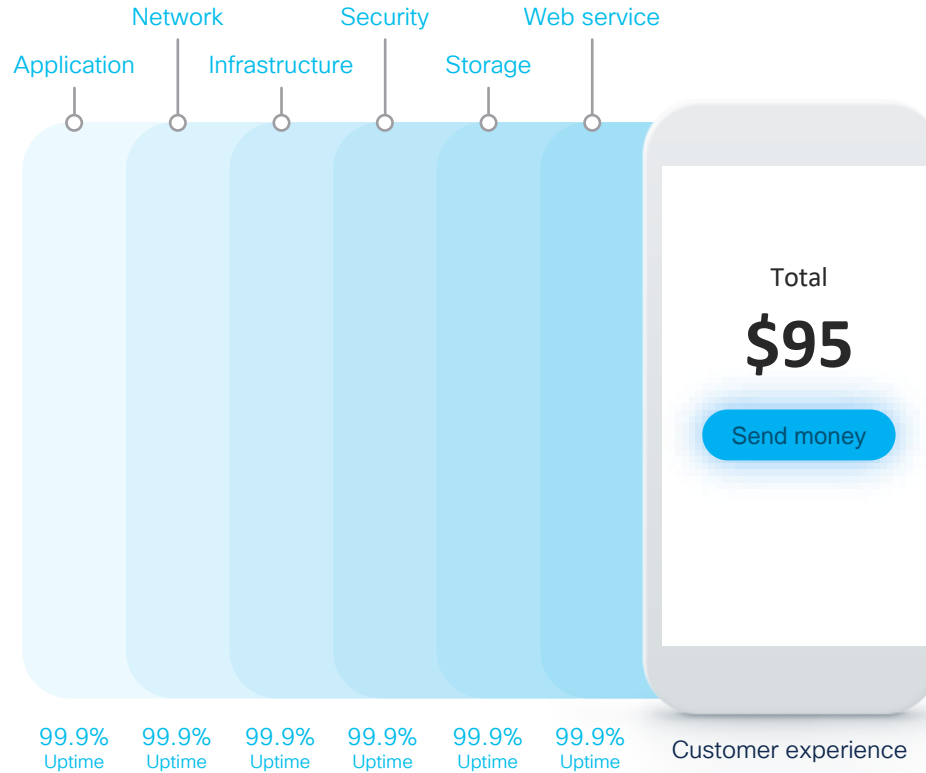 Network Security Web service
Application Infrastructure Storage
Total
$95
Send money
99.9% 99.9% 99.9% 99.9% 99.9% 99.9%
Uptime Uptime Uptime Uptime Uptime Uptime
Customer experience